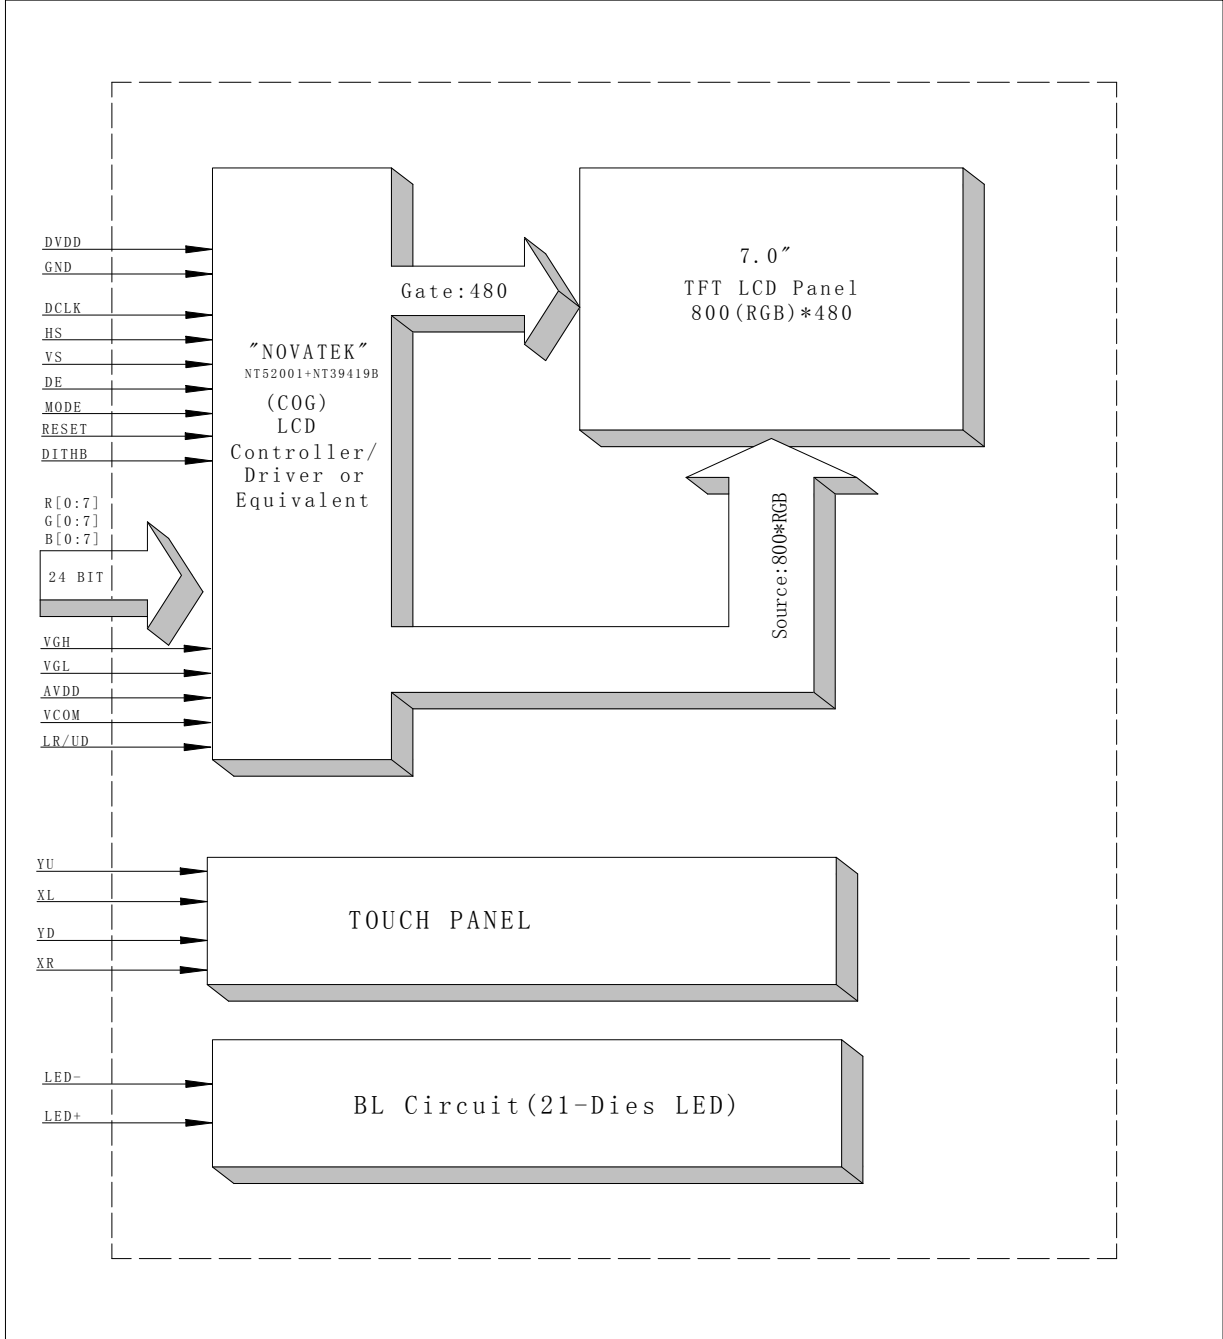 DVDD
GND
DCLK
HS
VS
DE
MODE
RESET
DITHB
R[0:7]
G[0:7]
B[0:7]
24 BIT
VGH
VGL
AVDD
VCOM
LR/UD
"NOVATEK"
NT52001+NT39419B
(COG)
LCD
Controller/
Driver or
Equivalent
Gate:480
7.0"
TFT LCD Panel
800(RGB)*480
Source:800*RGB
YU
XL
YD
XR
TOUCH PANEL
LED-
LED+
BL Circuit(21-Dies LED)